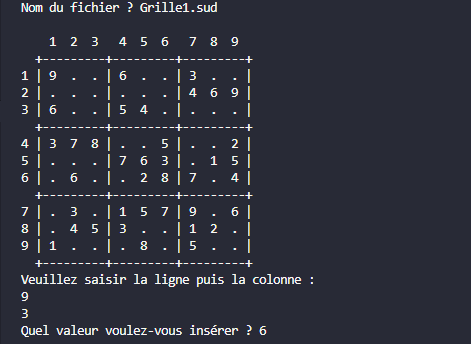 Nom du fichier ? Grille1.sud
    1 2 3  4 5 6  7 8 9
  +-------+-------+-------+
1 | 9 . . | 6 . . | 3 . . |
2 | . . . | . . . | 4 6 9 |
3 | 6 . . | 5 4 . | . . . |
  +-------+-------+-------+
4 | 3 7 8 | . . 5 | . . 2 |
5 | . . . | 7 6 3 | . 1 5 |
6 | . 6 . | . 2 8 | 7 . 4 |
  +-------+-------+-------+
7 | . 3 . | 1 5 7 | 9 . 6 |
8 | . 4 5 | 3 . . | 1 2 . |
9 | 1 . . | . 8 . | 5 . . |
  +-------+-------+-------+
Veuillez saisir la ligne puis la colonne :
9
3
Quel valeur voulez-vous insérer ? 6